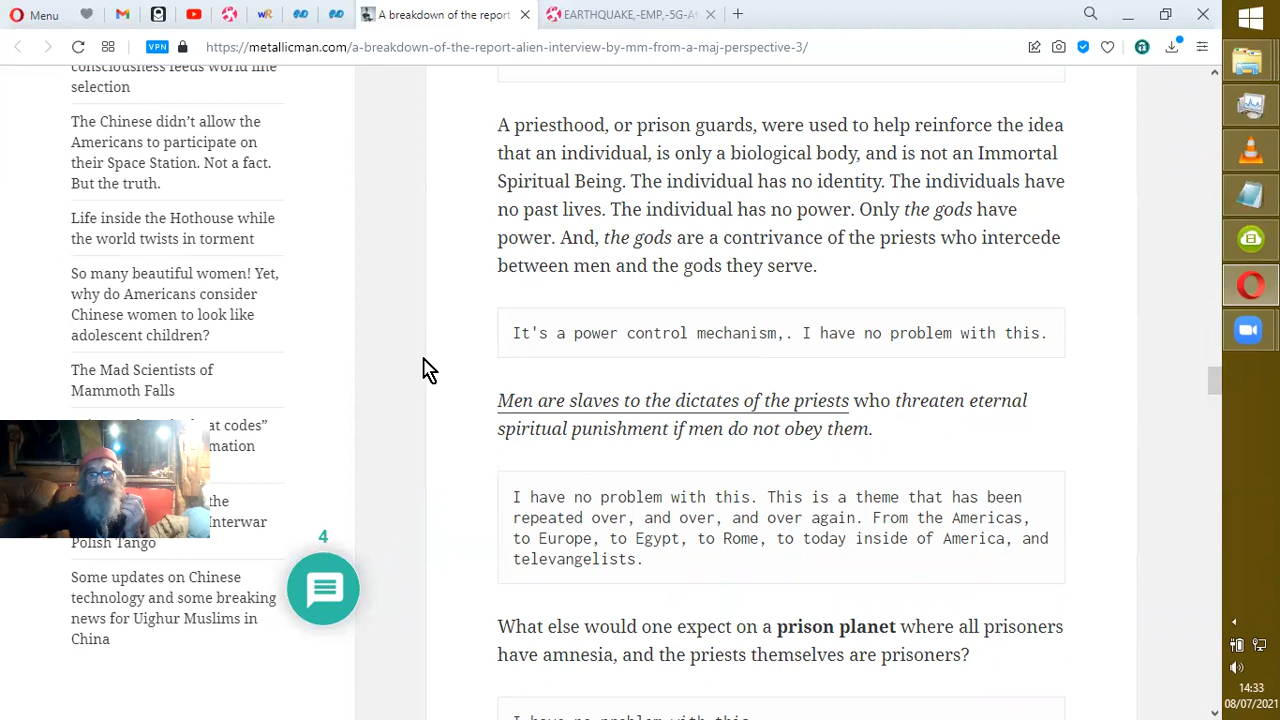 Menu
A breakdown of the report
EARTHQUAKE,-EMP,-5G-AT
VPN
https://metallicman.com/a-breakdown-of-the-report-alien-interview-by-mm-from-a-maj-perspective-3/
consciousness feeds world line
selection
The Chinese didn’t allow the
Americans to participate on
their Space Station. Not a fact.
But the truth.
Life inside the Hothouse while
the world twists in torment
So many beautiful women! Yet,
why do Americans consider
Chinese women to look like
adolescent children?
The Mad Scientists of
Mammoth Falls
at codes”
mation
the
Interwar
Polish Tango
Some updates on Chinese
technology and some breaking
news for Uighur Muslims in
China
4
A priesthood, or prison guards, were used to help reinforce the idea
that an individual, is only a biological body, and is not an Immortal
Spiritual Being. The individual has no identity. The individuals have
no past lives. The individual has no power. Only the gods have
power. And, the gods are a contrivance of the priests who intercede
between men and the gods they serve.
It's a power control mechanism,. I have no problem with this.
Men are slaves to the dictates of the priests who threaten eternal
spiritual punishment if men do not obey them.
I have no problem with this. This is a theme that has been
repeated over, and over, and over again. From the Americas,
to Europe, to Egypt, to Rome, to today inside of America, and
televangelists.
What else would one expect on a prison planet where all prisoners
have amnesia, and the priests themselves are prisoners?
I have no problem with this.
14:33
08/07/2021